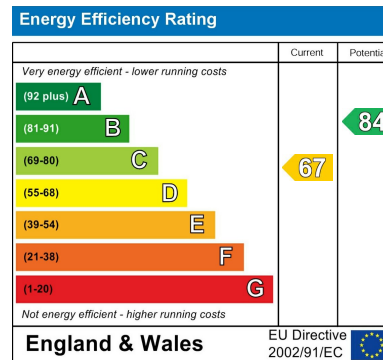 Energy Efficiency Rating
Current
Very energy efficient - lower running costs
(92 plus) A
(81-91) B
84
(69-80) C
67
(55-68) D
(39-54) E
(21-38) F
(1-20) G
Not energy efficient - higher running costs
England & Wales
EU Directive
2002/91/EC